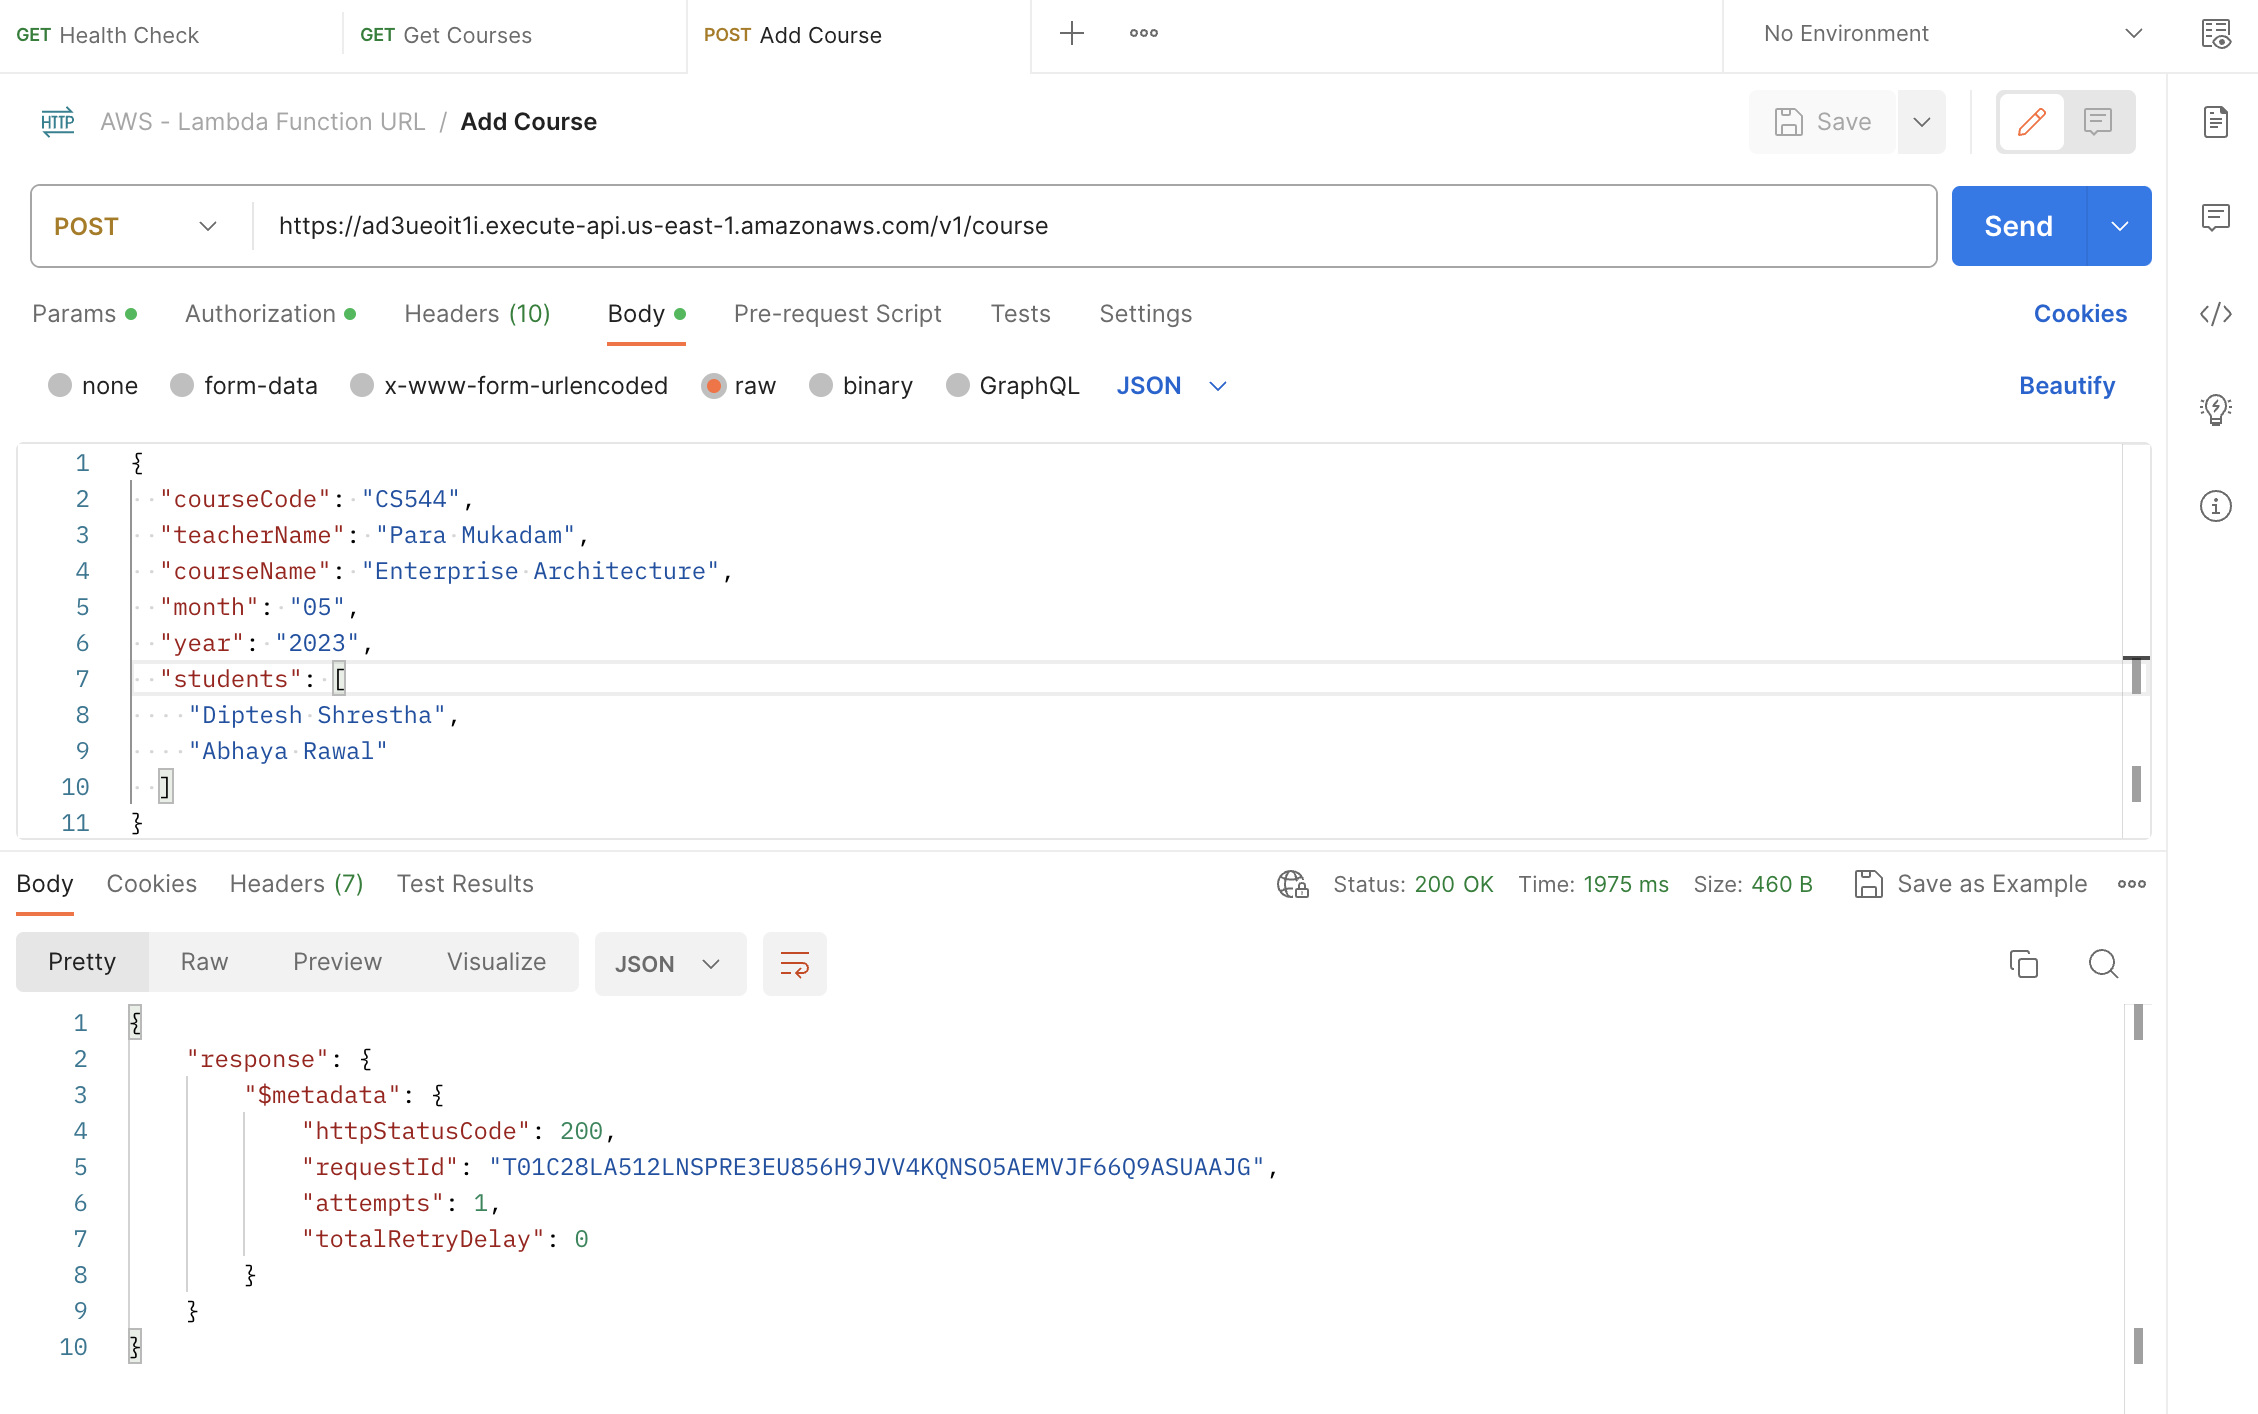 GET Health Check GET Get Courses POST Add Course No Environment
HTTP AWS - Lambda Function URL / Add Course Save
POST https://ad3ueoit1i.execute-api.us-east-1.amazonaws.com/v1/course Send
Params Authorization Headers (10) Body Pre-request Script Tests Settings Cookies
none form-data x-www-form-urlencoded raw binary GraphQL JSON Beautify
1 {
2 "courseCode": "CS544",
3 "teacherName": "Para Mukadam",
4 "courseName": "Enterprise Architecture",
5 "month": "05",
6 "year": "2023",
7 "students": [
8 "Diptesh Shrestha",
9 "Abhaya Rawal"
10 ]
11 }
Body Cookies Headers (7) Test Results Status: 200 OK Time: 1975 ms Size: 460 B Save as Example
Pretty Raw Preview Visualize JSON
1 {
2 "response": {
3 "$metadata": {
4 "httpStatusCode": 200,
5 "requestId": "T01C28LA512LNSPRE3EU856H9JVV4KQNSO5AEMVJF66Q9ASUAAJG",
6 "attempts": 1,
7 "totalRetryDelay": 0
8 }
9 }
10 }